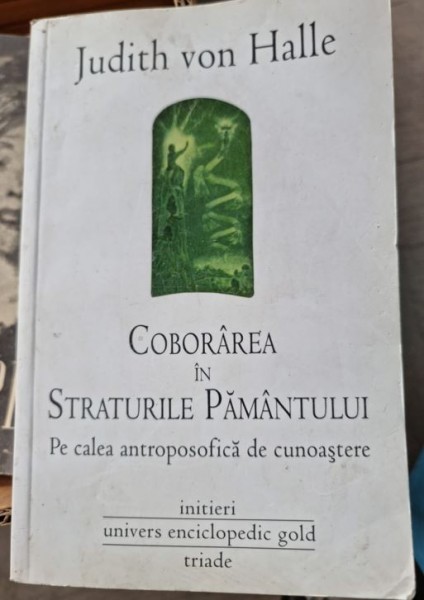 Judith von Halle
COBORÂREA
ÎN
STRATURILE PĂMÂNTULUI
Pe calea antroposofică de cunoaştere
initieri
univers enciclopedic gold
triade